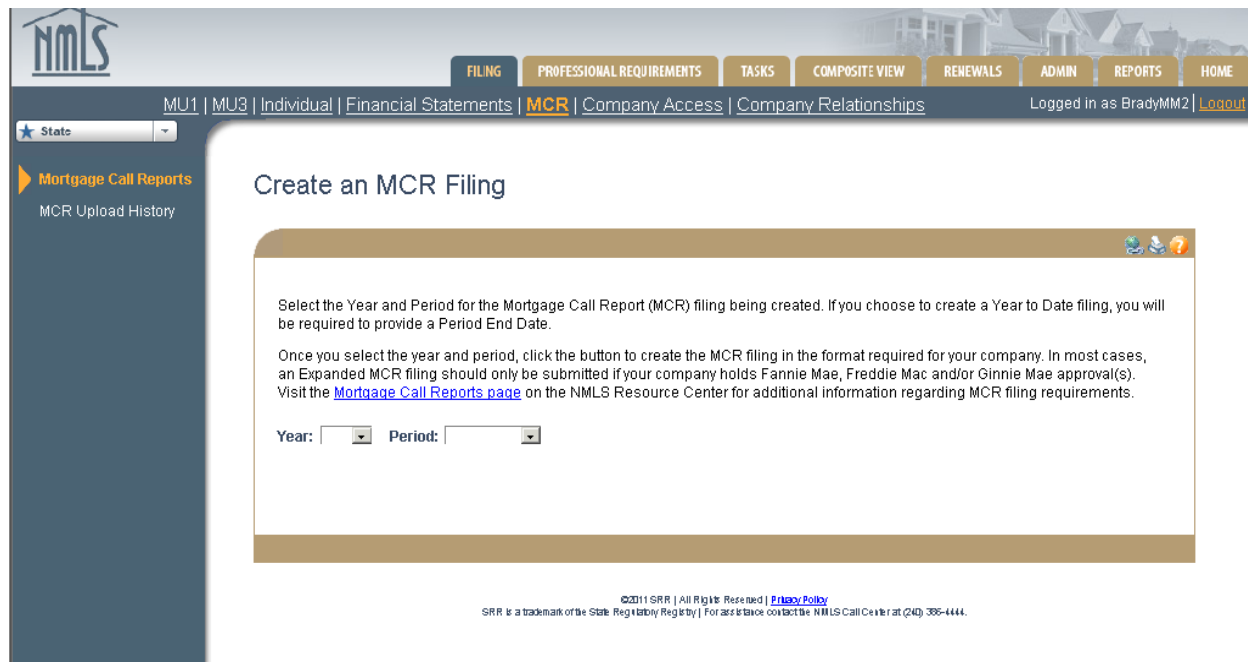 NMLS
FILING PROFESSIONAL REQUIREMENTS TASKS COMPOSITE VIEW RENEWALS ADMIN REPORTS HOME
MU1 | MU3 | Individual | Financial Statements | MCR | Company Access | Company Relationships
Logged in as BradyMM2 | Logout
State
Mortgage Call Reports
MCR Upload History
Create an MCR Filing
Select the Year and Period for the Mortgage Call Report (MCR) filing being created. If you choose to create a Year to Date filing, you will
be required to provide a Period End Date.
Once you select the year and period, click the button to create the MCR filing in the format required for your company. In most cases,
an Expanded MCR filing should only be submitted if your company holds Fannie Mae, Freddie Mac and/or Ginnie Mae approval(s).
Visit the Mortgage Call Reports page on the NMLS Resource Center for additional information regarding MCR filing requirements.
Year: Period:
©2011 SRR | All Rights Reserved | Privacy Policy
SRR is a trademark of the State Regulatory Registry | For assistance contact the NMLS Call Center at (240) 386-4444.